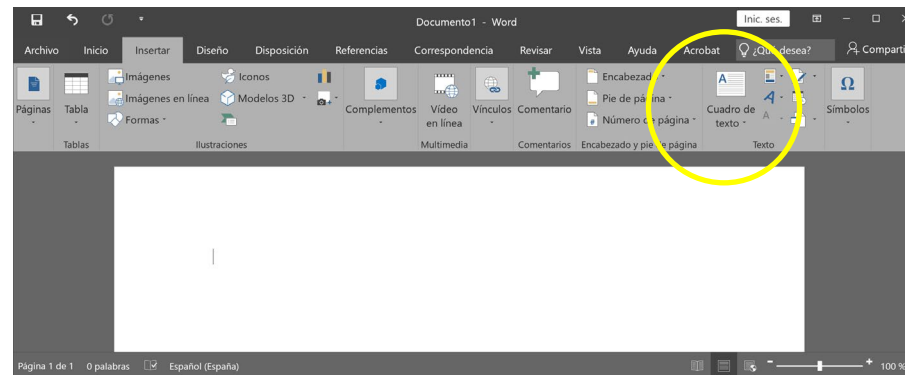 Documento1 - Word
Inic. ses.
Archivo Inicio Insertar Diseño Disposición Referencias Correspondencia Revisar Vista Ayuda Acrobat ¿Qué desea? Comparti
Imágenes Iconos Encabezado A
Páginas Tabla Imágenes en línea Modelos 3D Complementos Vídeo Vínculos Comentario Pie de página Cuadro de A Símbolos
Formas en línea Número de página texto A
Tablas Ilustraciones Multimedia Comentarios Encabezado y pie de página Texto
Página 1 de 1 0 palabras Español (España) 100 %